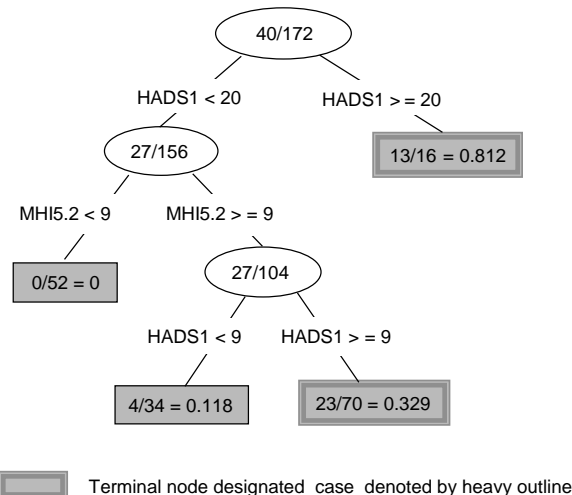 40/172
HADS1 < 20
HADS1 > = 20
27/156
13/16 = 0.812
MHI5.2 < 9
MHI5.2 > = 9
0/52 = 0
27/104
HADS1 < 9
HADS1 > = 9
4/34 = 0.118
23/70 = 0.329
Terminal node designated case denoted by heavy outline